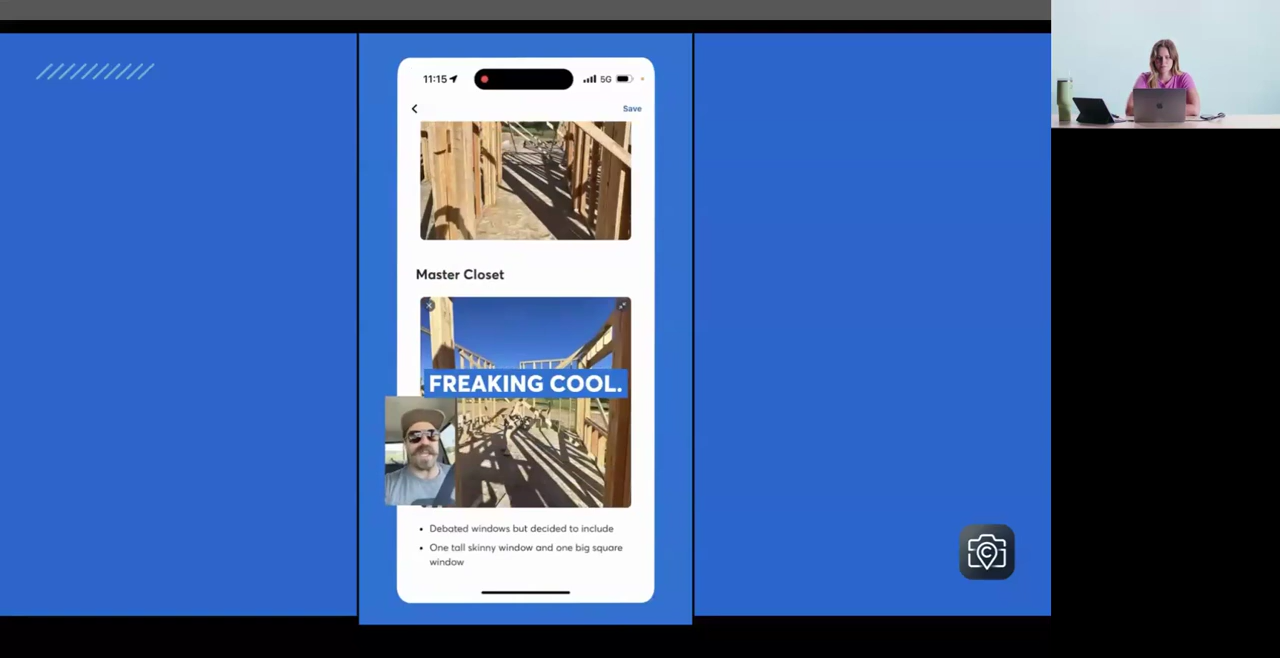 11:15
5G
Save
Master Closet
FREAKING COOL.
• Debated windows but decided to include
• One tall skinny window and one big square
window
C